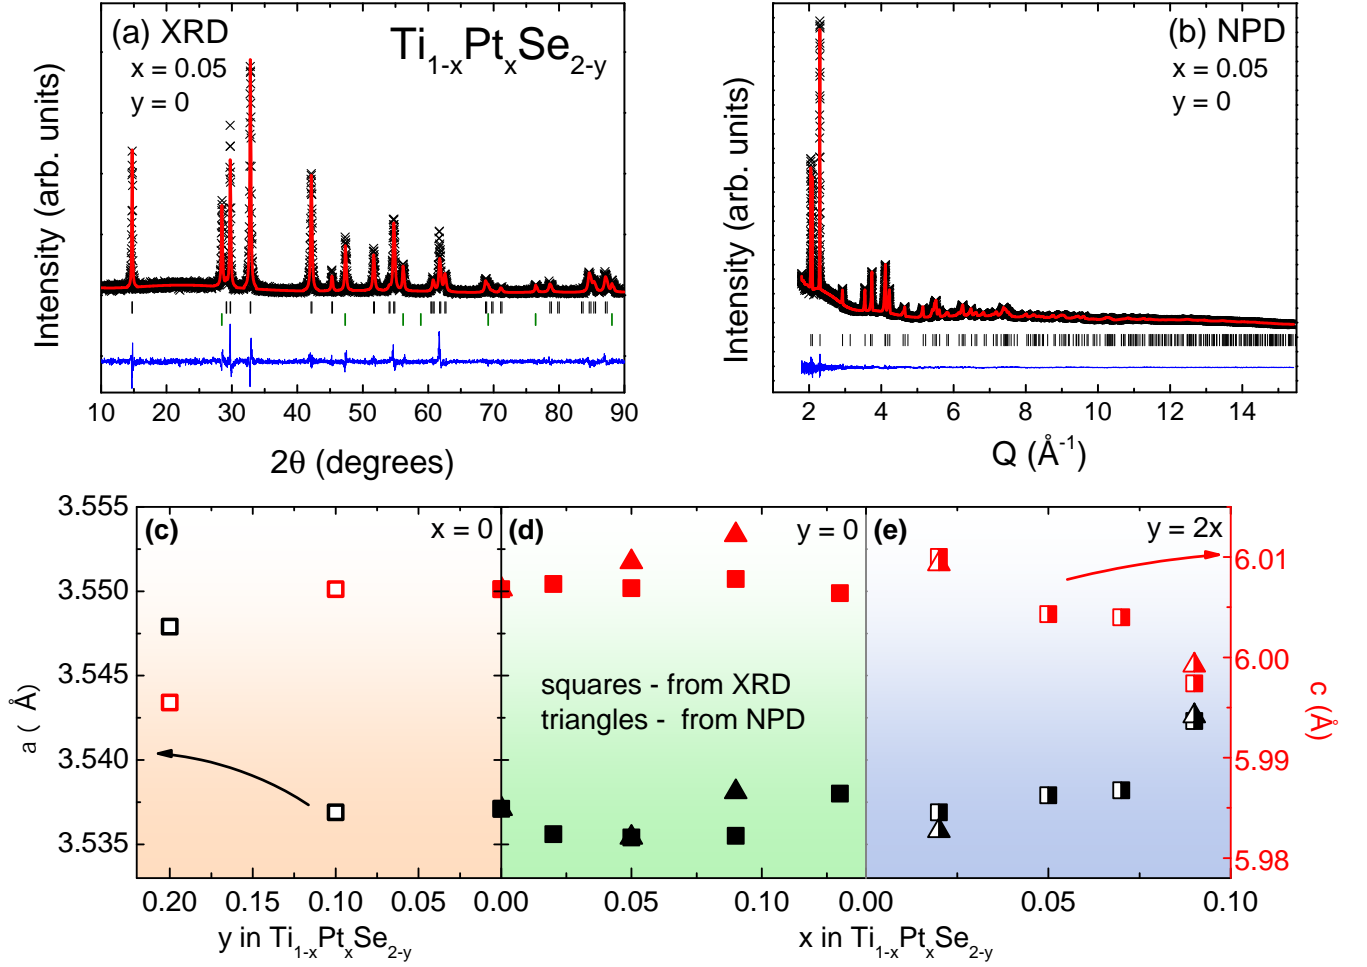 (a) XRD
x = 0.05
y = 0
Ti1-xPtxSe2-y
Intensity (arb. units)
10 20 30 40 50 60 70 80 90
2θ (degrees)
(b) NPD
x = 0.05
y = 0
Intensity (arb. units)
2 4 6 8 10 12 14
Q (Å-1)
3.555
3.550
3.545
3.540
3.535
a ( Å)
(c)
x = 0
(d)
y = 0
(e)
y = 2x
squares - from XRD
triangles - from NPD
6.01
6.00
5.99
5.98
c (Å)
0.20 0.15 0.10 0.05 0.00 0.05 0.10 0.00 0.05 0.10
y in Ti1-xPtxSe2-y
x in Ti1-xPtxSe2-y